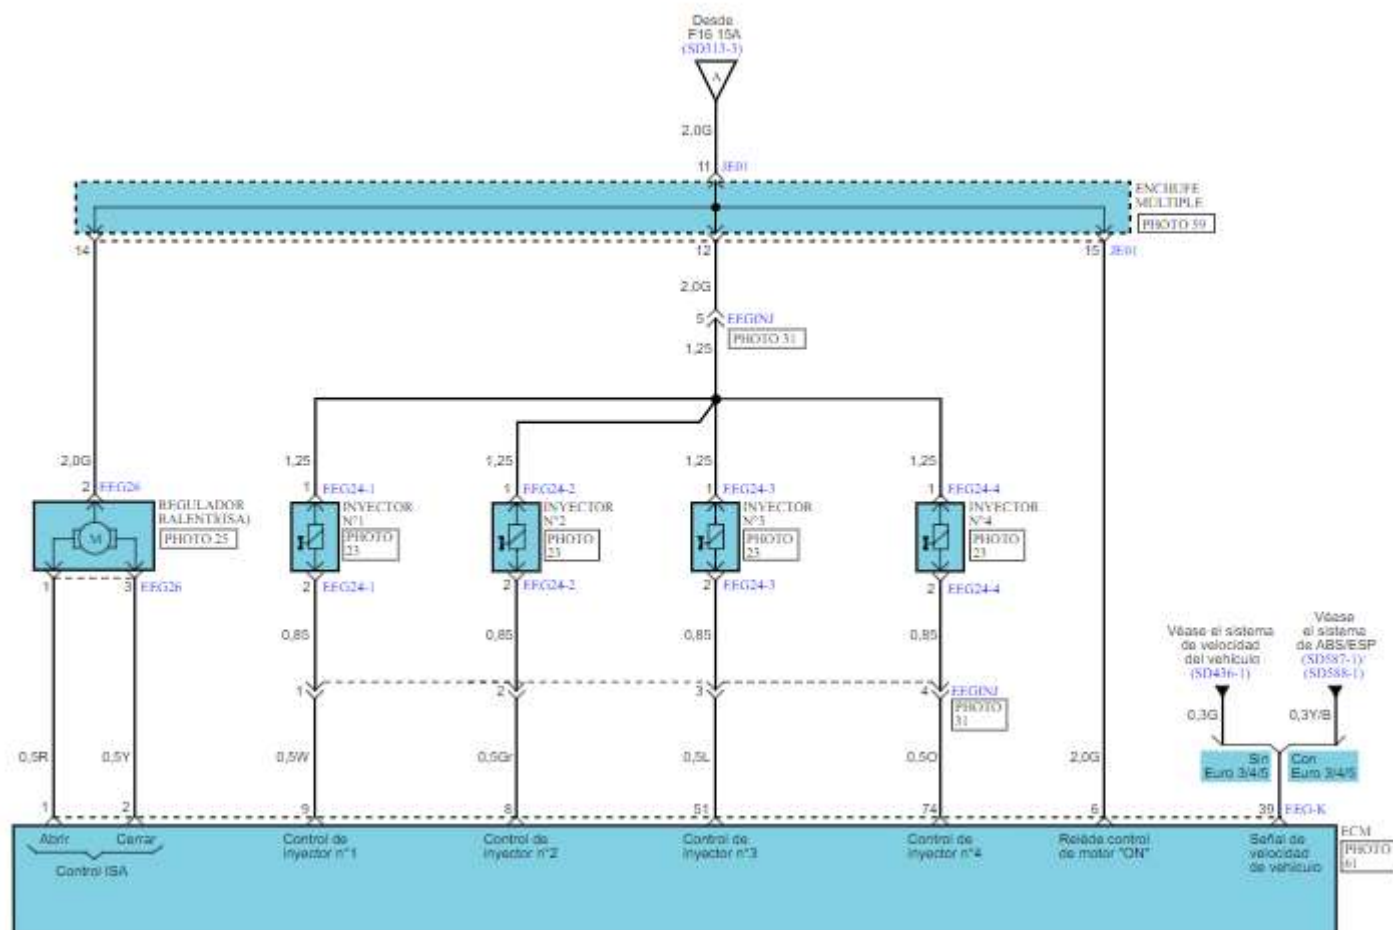 Desde
F16 15A
(SD313-3)
A
2,0G
11 JE01
ENCHUFE
MÚLTIPLE
PHOTO 59
14 12 15 JE01
2,0G
5 EEGINJ
PHOTO 31
1,25
2,0G 1,25 1,25 1,25 1,25
2 EEG26 1 EEG24-1 1 EEG24-2 1 EEG24-3 1 EEG24-4
REGULADOR
RALENTÍ(ISA)
PHOTO 25
M
INYECTOR
N°1
PHOTO
23
INYECTOR
N°2
PHOTO
23
INYECTOR
N°3
PHOTO
23
INYECTOR
N°4
PHOTO
23
1 3 EEG26 2 EEG24-1 2 EEG24-2 2 EEG24-3 2 EEG24-4
0,85 0,85 0,85 0,85
Véase el sistema
de velocidad
del vehículo
(SD436-1)
Véase
el sistema
de ABS/ESP
(SD587-1)/
(SD588-1)
1 2 3 4 EEGINJ
PHOTO
31
0,3G 0,3Y/B
0,5R 0,5Y 0,5W 0,5Gr 0,5L 0,5O 2,0G
Sin
Euro 3/4/5
Con
Euro 3/4/5
1 2 9 8 51 74 6 39 EEG-K
Abrir Cerrar
Control ISA
Control de
inyector n°1
Control de
inyector n°2
Control de
inyector n°3
Control de
inyector n°4
Reléde control
de motor "ON"
Señal de
velocidad
de vehículo
ECM
PHOTO
61